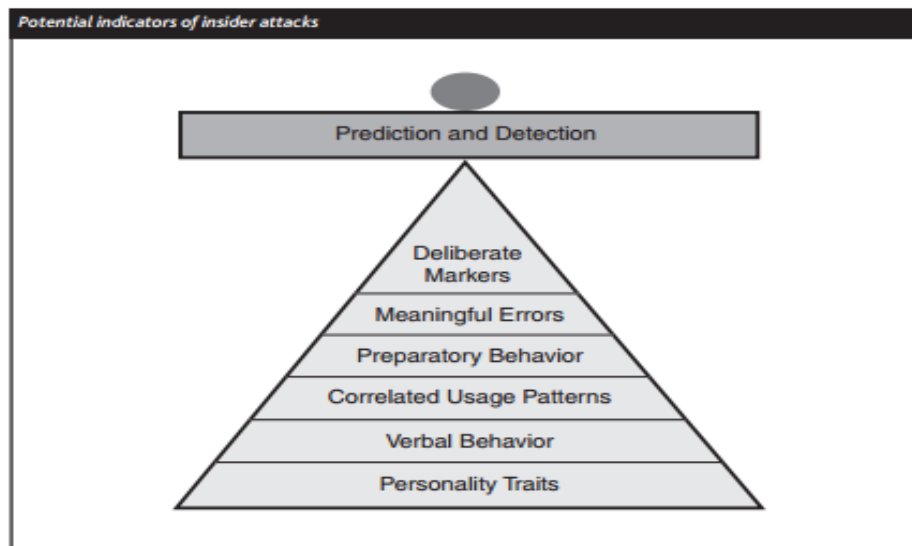 Potential indicators of insider attacks
Prediction and Detection
Deliberate
Markers
Meaningful Errors
Preparatory Behavior
Correlated Usage Patterns
Verbal Behavior
Personality Traits